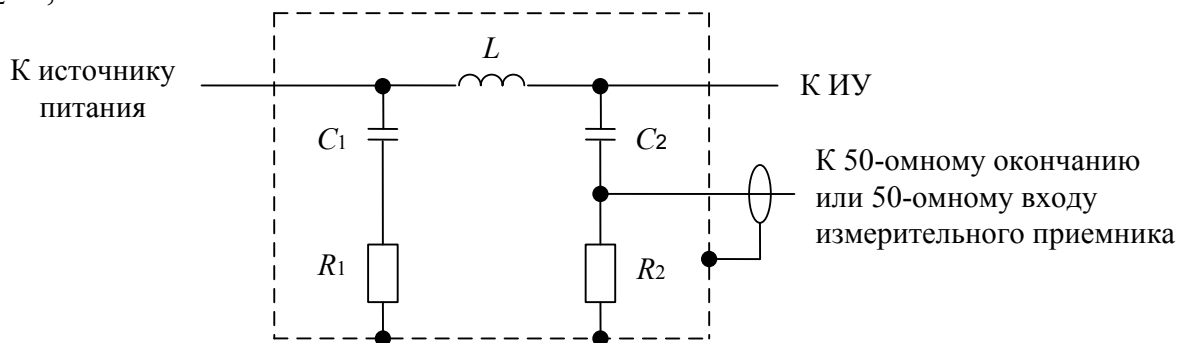 К источнику
питания
L
К ИУ
C1
C2
К 50-омному окончанию
или 50-омному входу
измерительного приемника
R1
R2